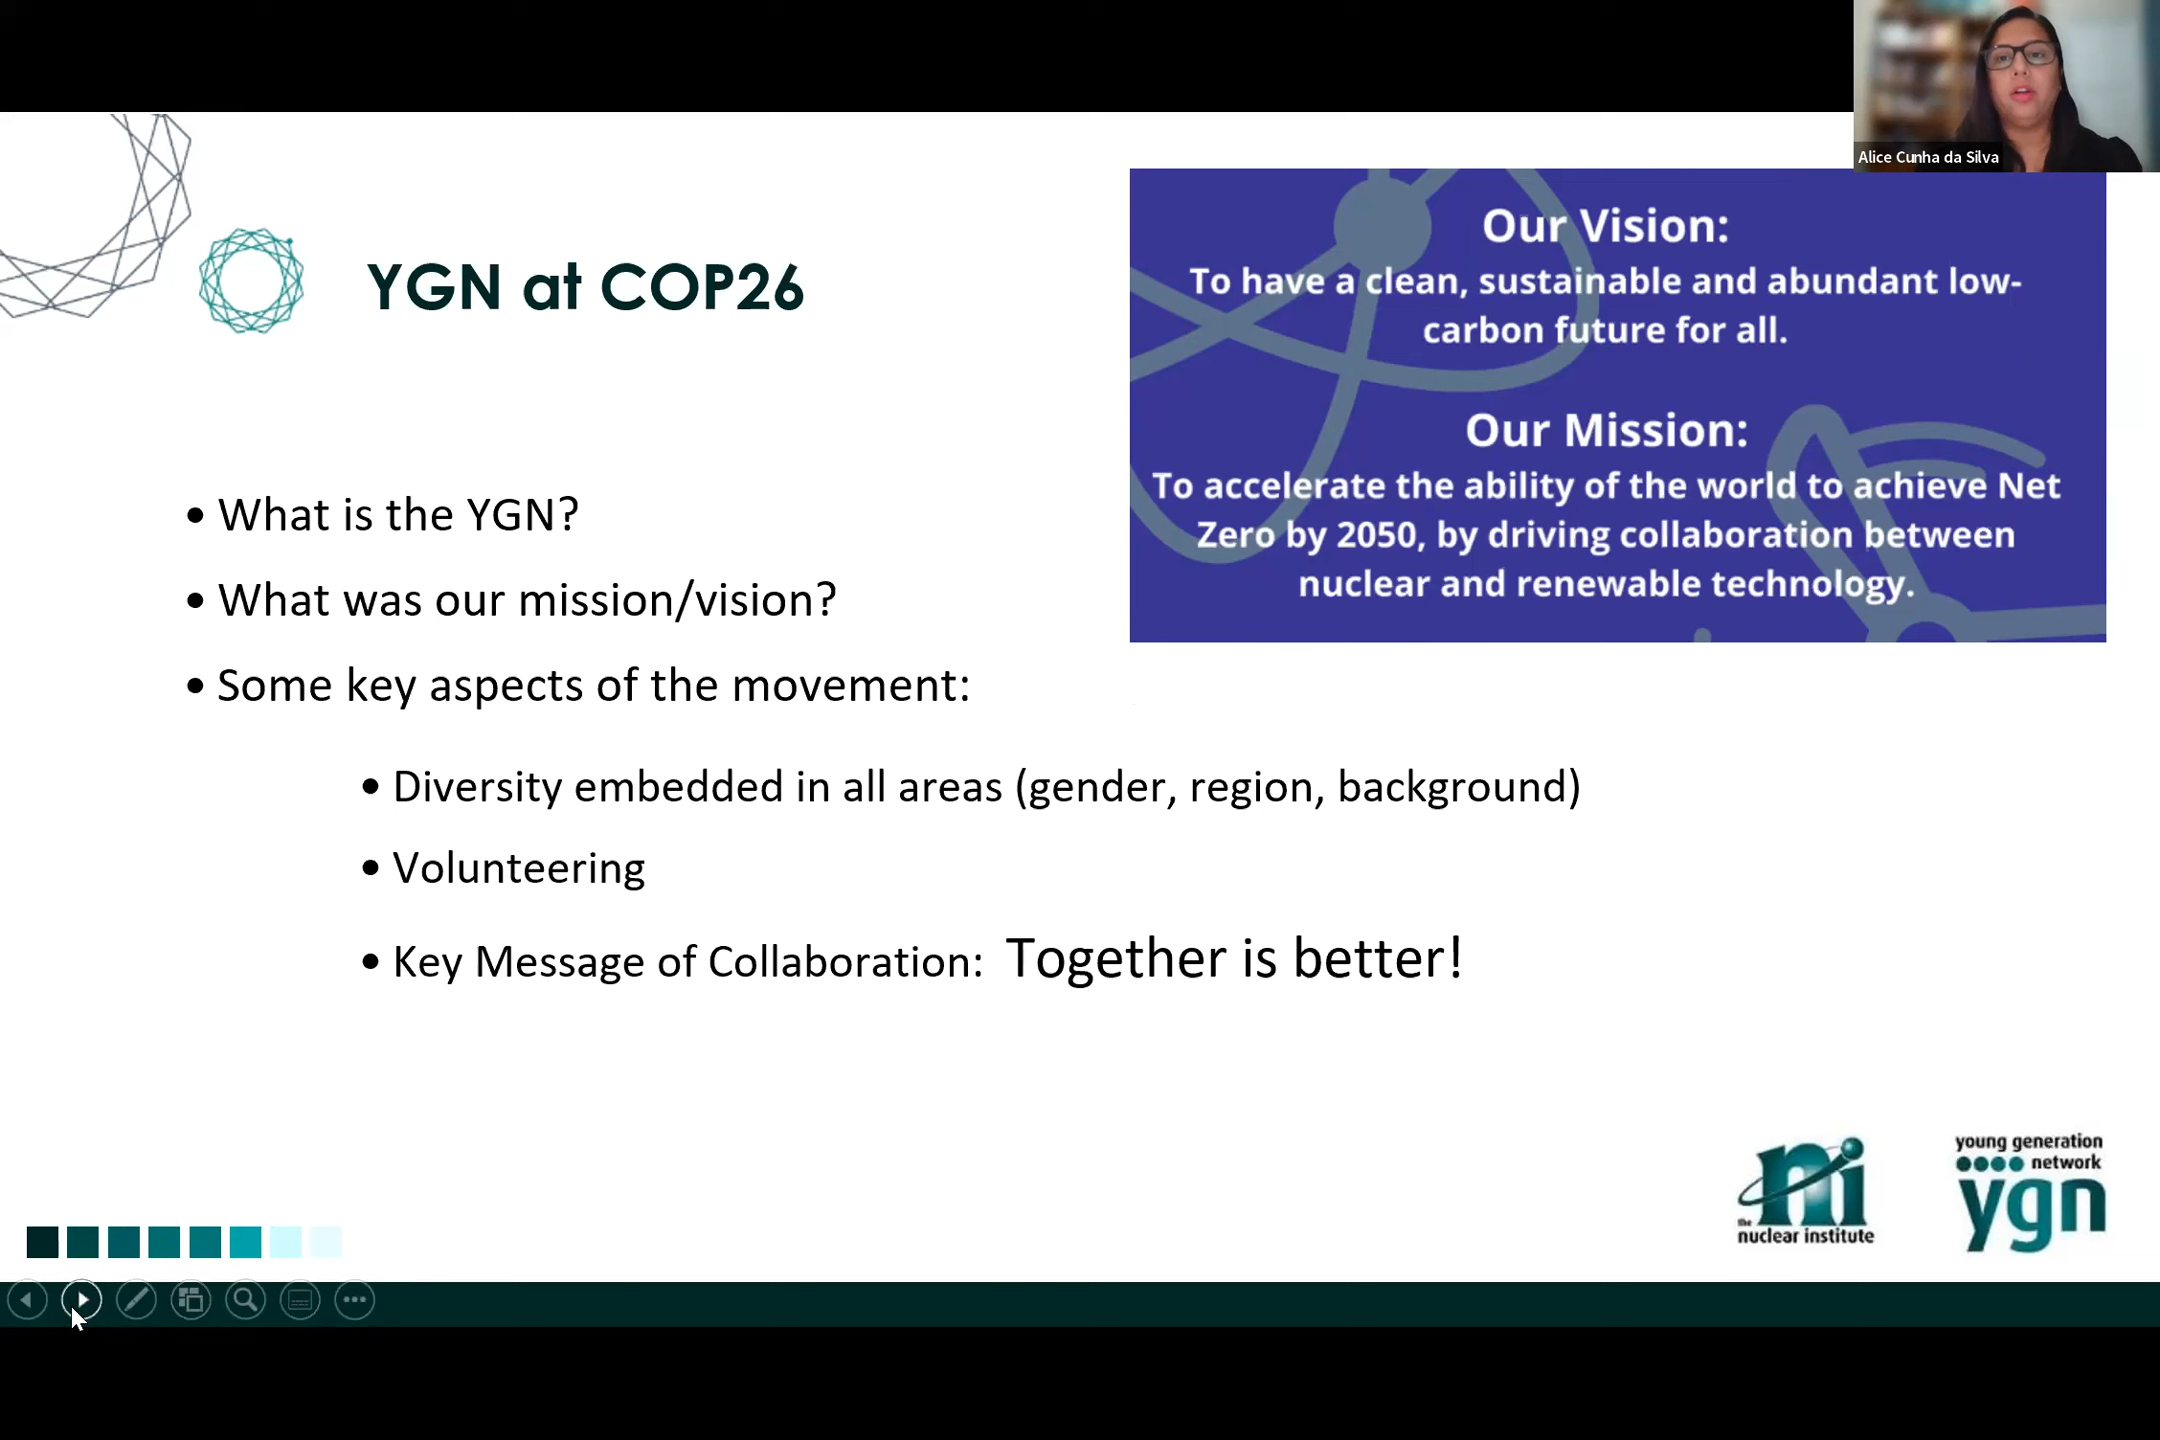 Alice Cunha da Silva
YGN at COP26
Our Vision:
To have a clean, sustainable and abundant low-
carbon future for all.
Our Mission:
To accelerate the ability of the world to achieve Net
Zero by 2050, by driving collaboration between
nuclear and renewable technology.
• What is the YGN?
• What was our mission/vision?
• Some key aspects of the movement:
• Diversity embedded in all areas (gender, region, background)
• Volunteering
• Key Message of Collaboration: Together is better!
ni
the
nuclear institute
young generation
network
ygn